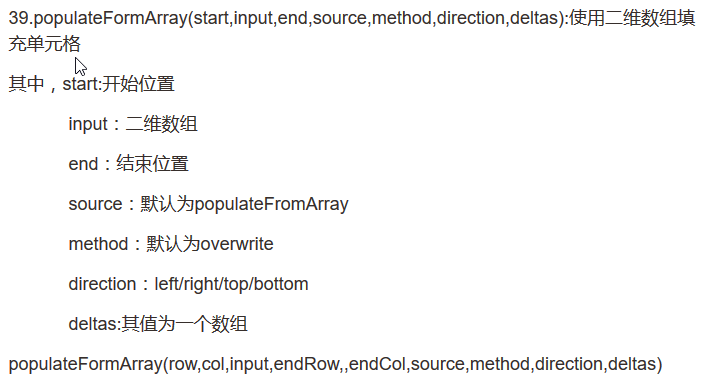 39.populateFormArray(start,input,end,source,method,direction,deltas):使用二维数组填
充单元格
其中，start:开始位置
input：二维数组
end：结束位置
source：默认为populateFromArray
method：默认为overwrite
direction：left/right/top/bottom
deltas:其值为一个数组
populateFormArray(row,col,input,endRow,,endCol,source,method,direction,deltas)